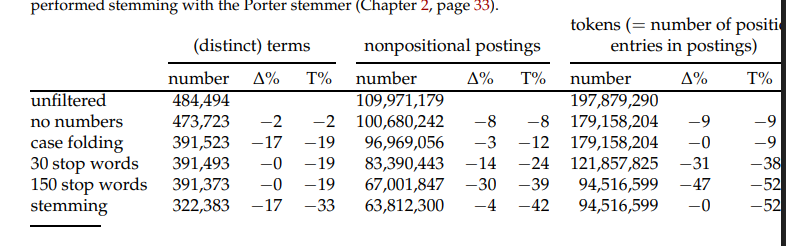 performed stemming with the Porter stemmer (Chapter 2, page 33).
tokens (= number of
(distinct) terms nonpositional postings entries in postings)
number Δ% T% number Δ% T% number Δ% T%
unfiltered 484,494 109,971,179 197,879,290
no numbers 473,723 −2 −2 100,680,242 −8 −8 179,158,204 −9 −9
case folding 391,523 −17 −19 96,969,056 −3 −12 179,158,204 −0 −9
30 stop words 391,493 −0 −19 83,390,443 −14 −24 121,857,825 −31 −38
150 stop words 391,373 −0 −19 67,001,847 −30 −39 94,516,599 −47 −52
stemming 322,383 −17 −33 63,812,300 −4 −42 94,516,599 −0 −52